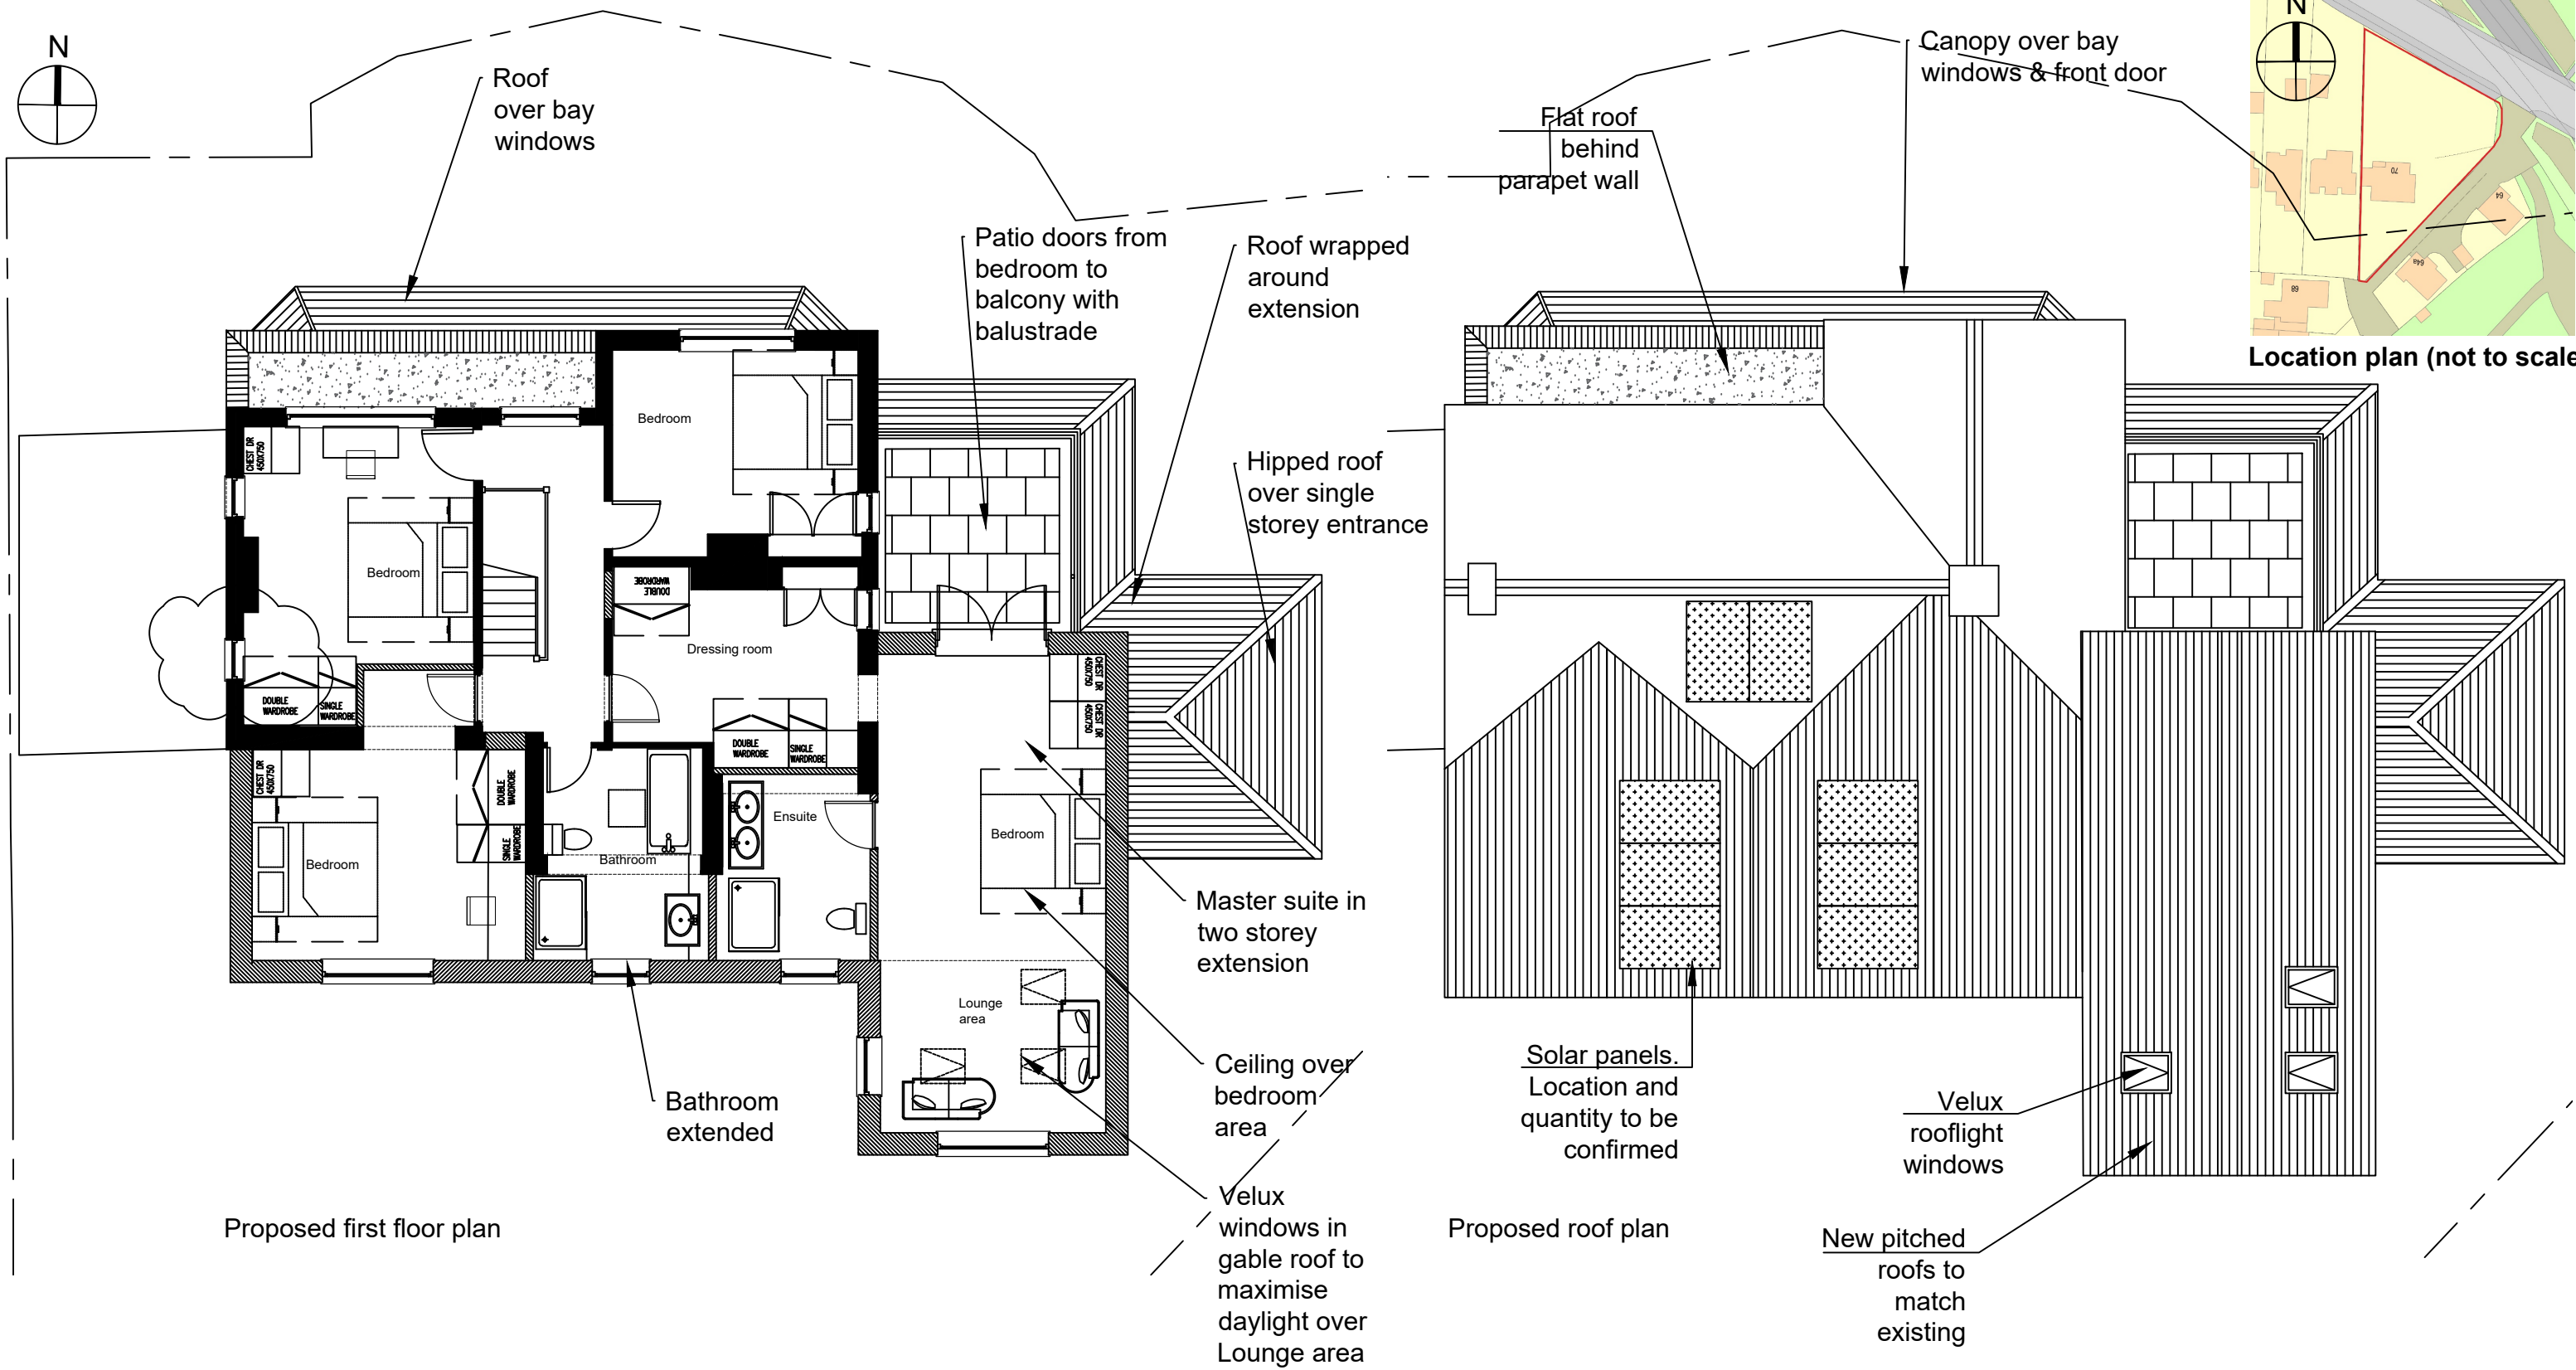 N
Roof
over bay
windows
Patio doors from
bedroom to
balcony with
balustrade
Roof wrapped
around
extension
Hipped roof
over single
storey entrance
Bedroom
CHEST DR
450X750
Bedroom
DOUBLE
WARDROBE
Dressing room
DOUBLE
WARDROBE
SINGLE
WARDROBE
DOUBLE
WARDROBE
SINGLE
WARDROBE
CHEST DR
450X750
CHEST DR
450X750
CHEST DR
450X750
DOUBLE
WARDROBE
SINGLE
WARDROBE
Bedroom
Bathroom
Ensuite
Bedroom
Lounge
area
Master suite in
two storey
extension
Ceiling over
bedroom
area
Bathroom
extended
Velux
windows in
gable roof to
maximise
daylight over
Lounge area
Proposed first floor plan
Flat roof
behind
parapet wall
Canopy over bay
windows & front door
Solar panels.
Location and
quantity to be
confirmed
Velux
rooflight
windows
New pitched
roofs to
match
existing
Proposed roof plan
N
70
64
64a
68
Location plan (not to scale